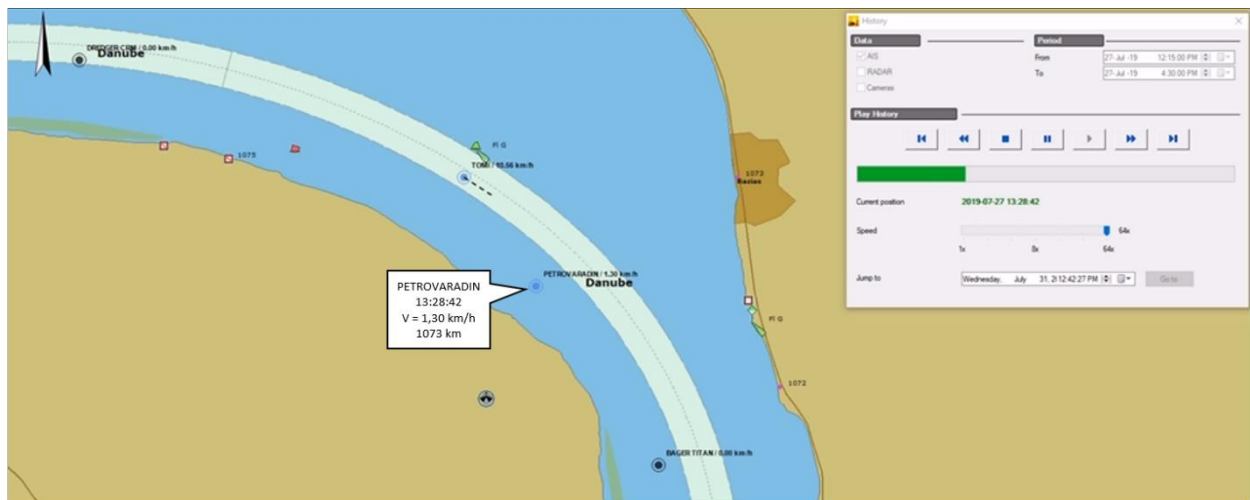 DREDGER CRM / 0.00 km/h
Danube
1075
Fl G
TOMI / 10.56 km/h
1073
Bazias
PETROVARADIN / 1.30 km/h
Danube
PETROVARADIN
13:28:42
V = 1,30 km/h
1073 km
Fl G
1072
BAGER TITAN / 0.00 km/h
History
Data
Period
AIS
From
27-Jul -19 12:15:00 PM
RADAR
To
27-Jul -19 4:30:00 PM
Cameras
Play History
Current position 2019-07-27 13:28:42
Speed 64x
1x 8x 64x
Jump to Wednesday, July 31, 2(12:42:27 PM Go to